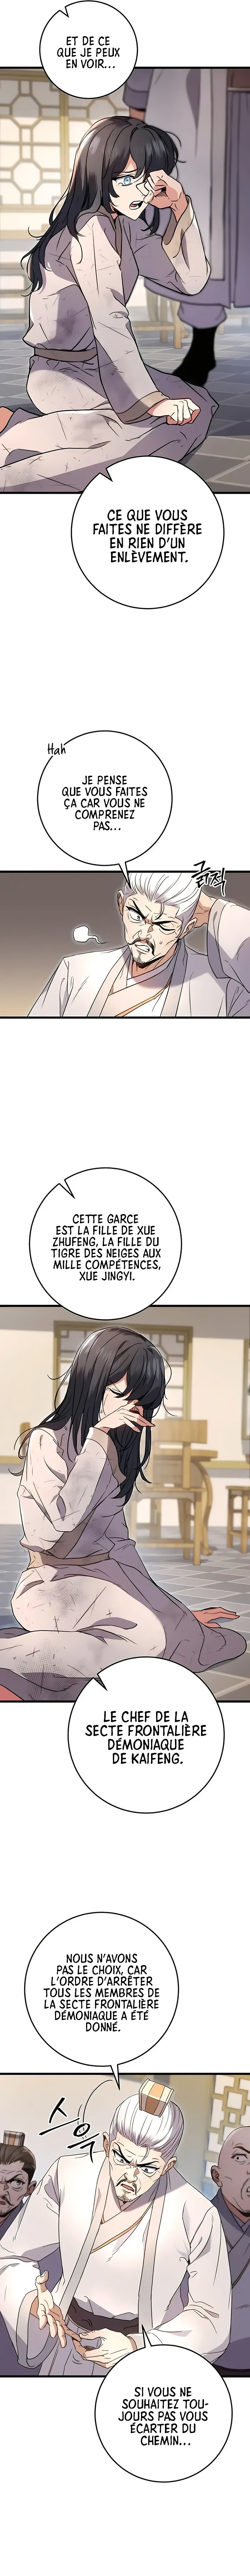 ET DE CE
QUE JE PEUX
EN VOIR...
CE QUE VOUS
FAITES NE DIFFÈRE
EN RIEN D'UN
ENLÈVEMENT.
Hah
JE PENSE
QUE VOUS FAITES
ÇA CAR VOUS NE
COMPRENEZ
PAS...
긁적
CETTE GARCE
EST LA FILLE DE XUE
ZHUFENG, LA FILLE DU
TIGRE DES NEIGES AUX
MILLE COMPÉTENCES,
XUE JINGYI.
LE CHEF DE LA
SECTE FRONTALIÈRE
DÉMONIAQUE
DE KAIFENG.
NOUS N'AVONS
PAS LE CHOIX, CAR
L'ORDRE D'ARRÊTER
TOUS LES MEMBRES DE
LA SECTE FRONTALIÈRE
DÉMONIAQUE A ÉTÉ
DONNÉ.
스윽
SI VOUS NE
SOUHAITEZ TOU-
JOURS PAS VOUS
ÉCARTER DU
CHEMIN...